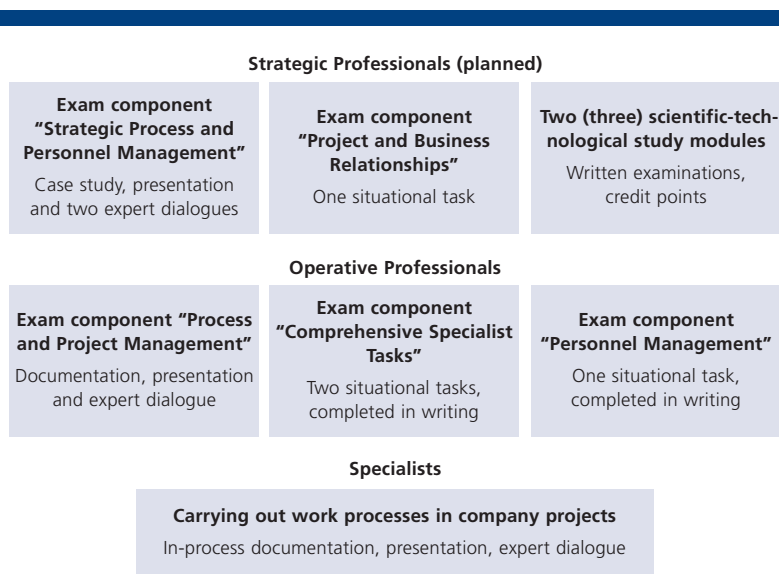 Strategic Professionals (planned)
Exam component
"Strategic Process and
Personnel Management"
Case study, presentation
and two expert dialogues
Exam component
"Project and Business
Relationships"
One situational task
Two (three) scientific-tech-
nological study modules
Written examinations,
credit points
Operative Professionals
Exam component "Process
and Project Management"
Documentation, presentation
and expert dialogue
Exam component
"Comprehensive Specialist
Tasks"
Two situational tasks,
completed in writing
Exam component
"Personnel Management"
One situational task,
completed in writing
Specialists
Carrying out work processes in company projects
In-process documentation, presentation, expert dialogue